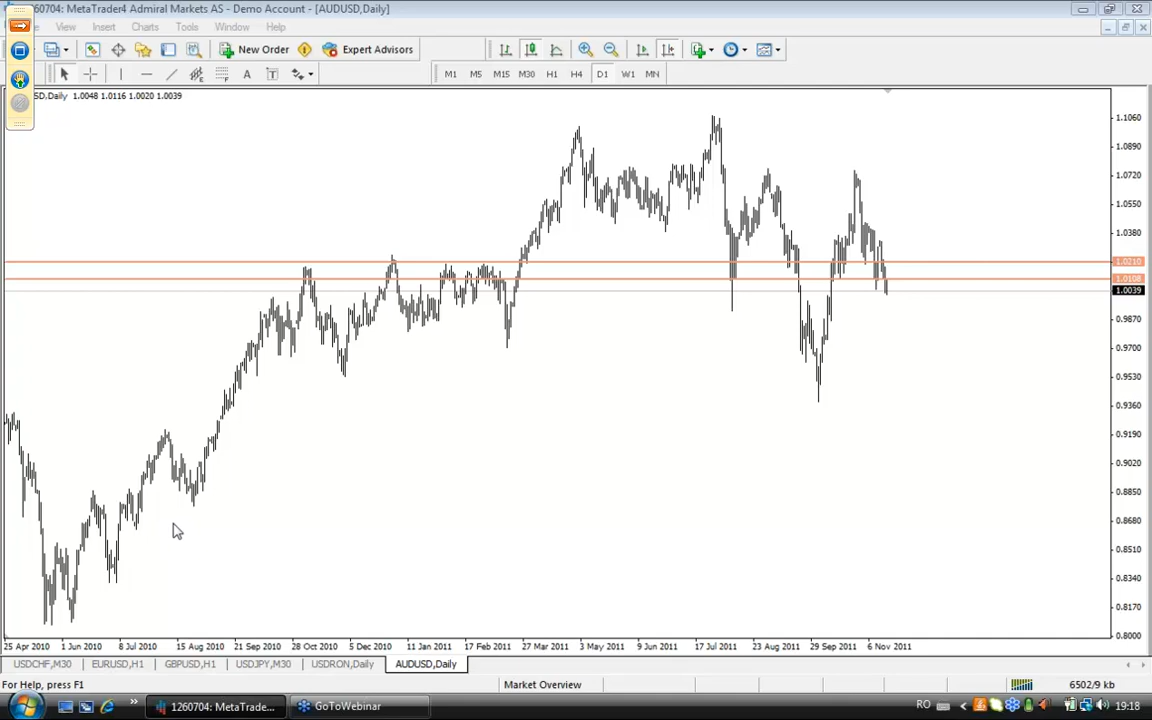 1260704: MetaTrader4 Admiral Markets AS - Demo Account - [AUDUSD,Daily]
View Insert Charts Tools Window Help
New Order Expert Advisors
A T M1 M5 M15 M30 H1 H4 D1 W1 MN
SD,Daily 1.0048 1.0116 1.0020 1.0039
1.1060
1.0890
1.0720
1.0550
1.0380
1.0210
1.0108
1.0039
0.9870
0.9700
0.9530
0.9360
0.9190
0.9020
0.8850
0.8680
0.8510
0.8340
0.8170
0.8000
25 Apr 2010 1 Jun 2010 8 Jul 2010 15 Aug 2010 21 Sep 2010 28 Oct 2010 5 Dec 2010 11 Jan 2011 17 Feb 2011 27 Mar 2011 3 May 2011 9 Jun 2011 17 Jul 2011 23 Aug 2011 29 Sep 2011 6 Nov 2011
USDCHF,M30 EURUSD,H1 GBPUSD,H1 USDJPY,M30 USDRON,Daily AUDUSD,Daily
For Help, press F1 Market Overview 6502/9 kb
1260704: MetaTra... GoToWebinar RO 19:18